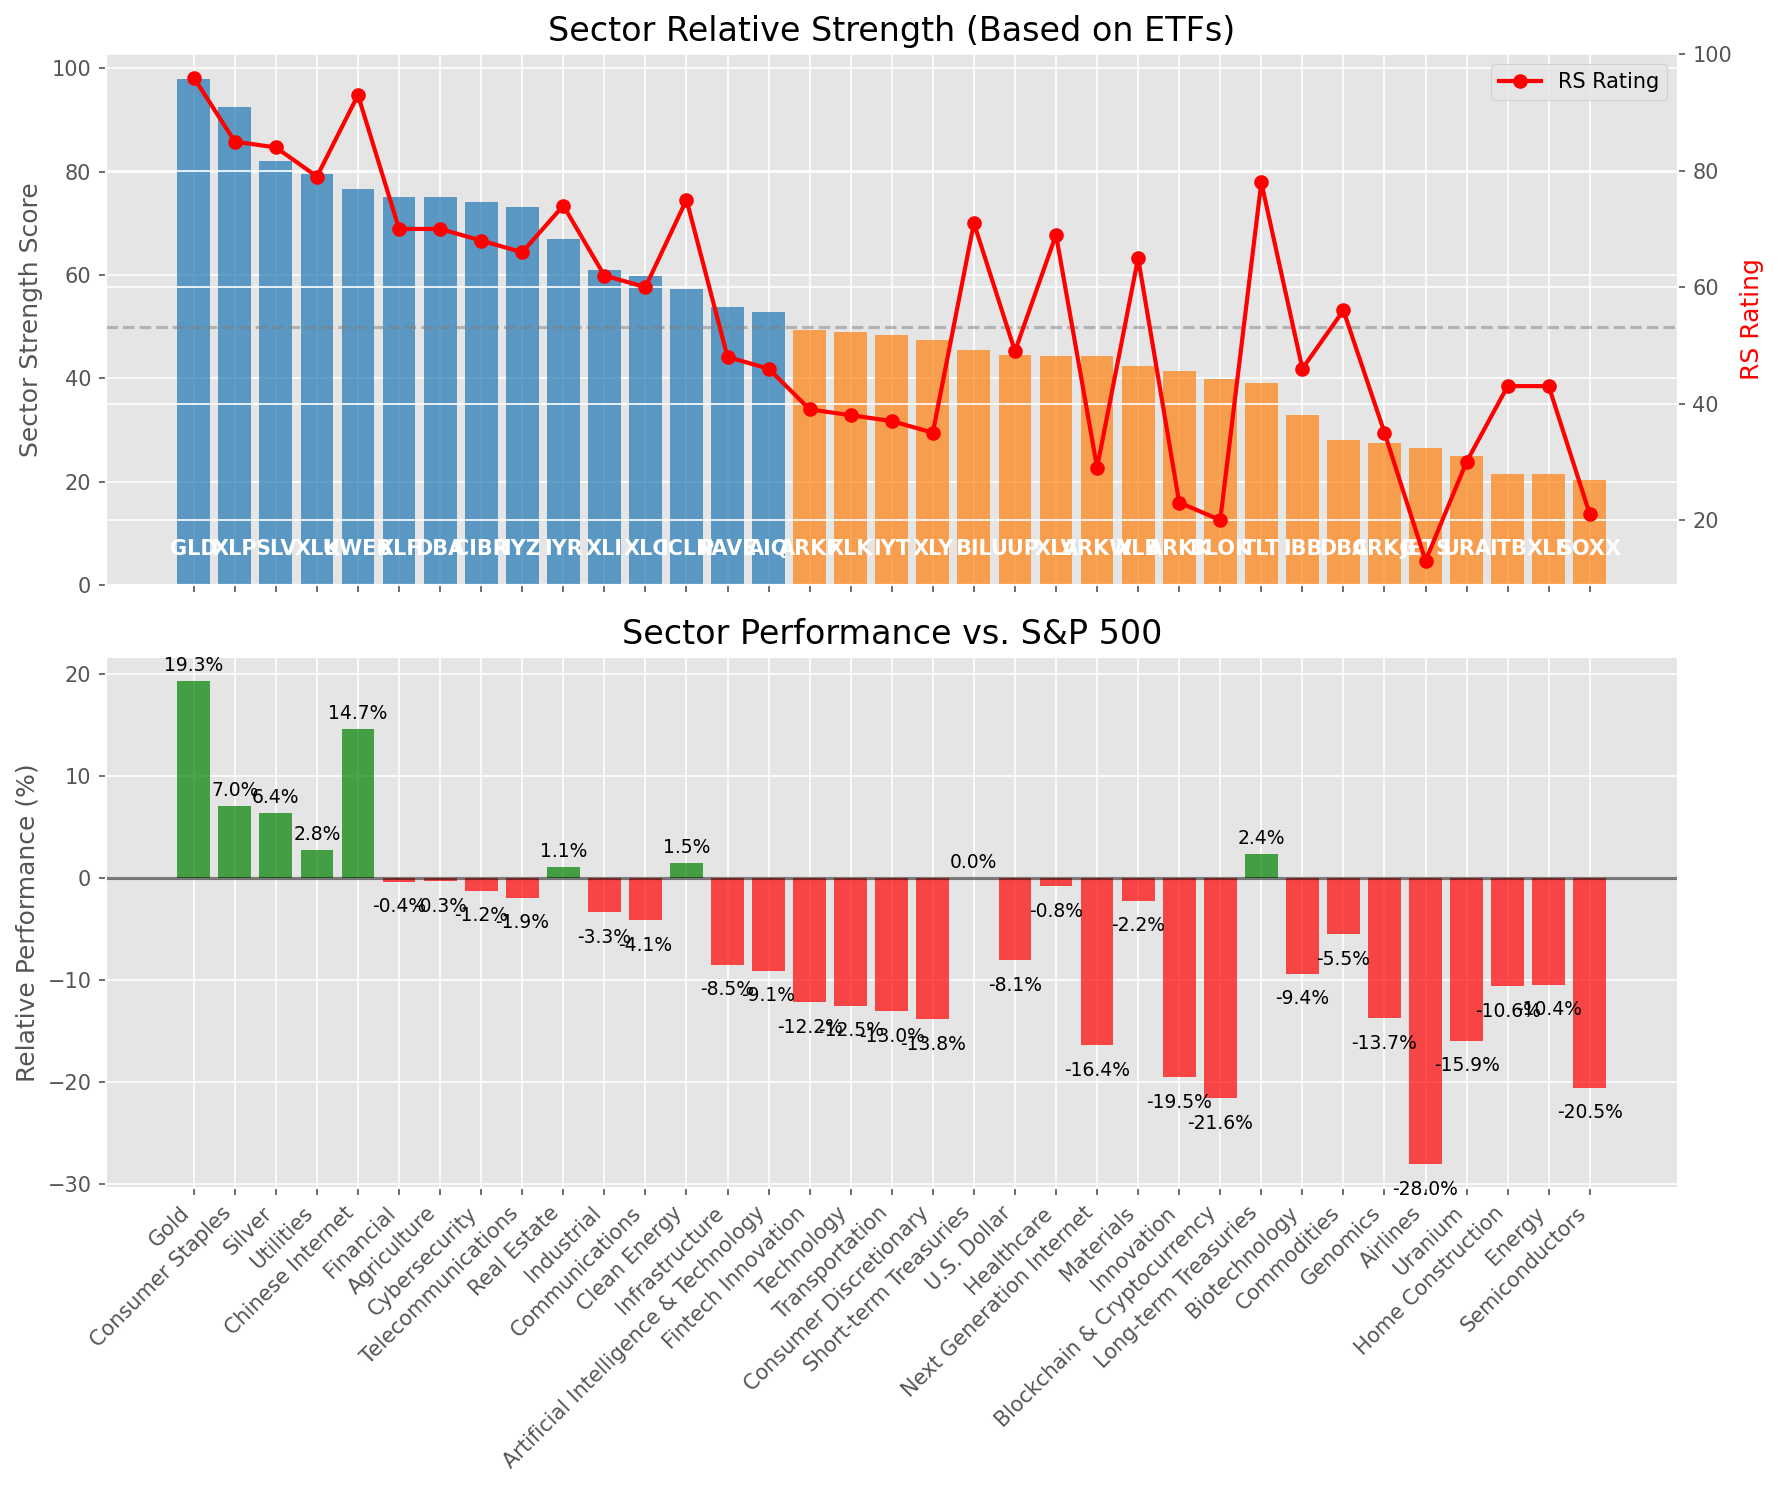 Sector Relative Strength (Based on ETFs)
Sector Strength Score
100
80
60
40
20
0
RS Rating
100
80
60
40
20
RS Rating
GLD XLP SLV XLU KWEB XLF DBA CIBR IYZ IYR XLI XLC ICLN PAVE AIQ ARKF XLK IYT XLY BIL UUP XLV ARKW XLB ARKK BLOK TLT IBB DBC ARKG JETS URA ITB XLE SOXX
Sector Performance vs. S&P 500
Relative Performance (%)
20
10
0
−10
−20
−30
19.3%
7.0%
6.4%
2.8%
14.7%
-0.4%
-0.3%
-1.2%
-1.9%
1.1%
-3.3%
-4.1%
1.5%
-8.5%
-9.1%
-12.2%
-12.5%
-13.0%
-13.8%
0.0%
-8.1%
-0.8%
-16.4%
-2.2%
-19.5%
-21.6%
2.4%
-9.4%
-5.5%
-13.7%
-28.0%
-15.9%
-10.6%
-10.4%
-20.5%
Gold
Consumer Staples
Silver
Utilities
Chinese Internet
Financial
Agriculture
Cybersecurity
Telecommunications
Real Estate
Industrial
Communications
Clean Energy
Infrastructure
Artificial Intelligence & Technology
Fintech Innovation
Technology
Transportation
Consumer Discretionary
Short-term Treasuries
U.S. Dollar
Healthcare
Next Generation Internet
Materials
Innovation
Blockchain & Cryptocurrency
Long-term Treasuries
Biotechnology
Commodities
Genomics
Airlines
Uranium
Home Construction
Energy
Semiconductors